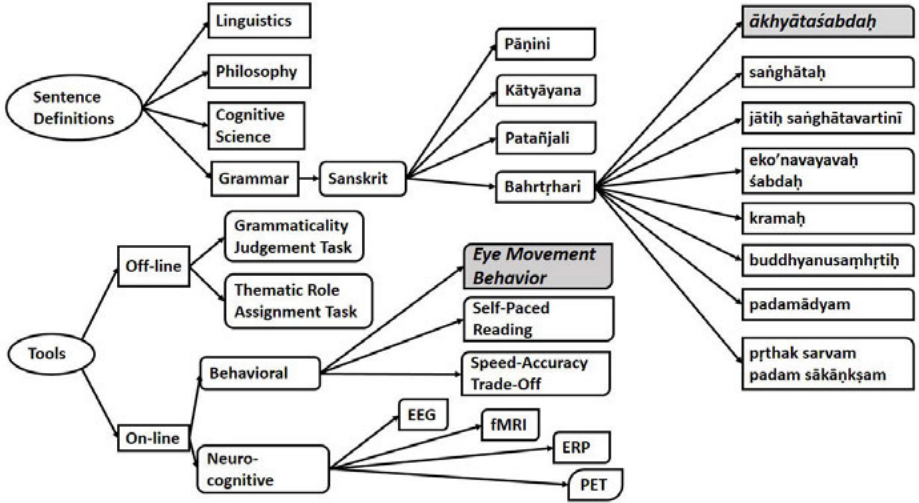 Sentence
Definitions
Linguistics
Philosophy
Cognitive
Science
Grammar
Sanskrit
Pāṇini
Kātyāyana
Patañjali
Bahrtṛhari
ākhyātaśabdaḥ
saṅghātaḥ
jātiḥ saṅghātavartinī
eko’navayavaḥ
śabdaḥ
kramaḥ
buddhyanusaṃhṛtiḥ
padamādyam
pṛthak sarvam
padam sākāṇkṣam
Tools
Off-line
Grammaticality
Judgement Task
Thematic Role
Assignment Task
On-line
Behavioral
Eye Movement
Behavior
Self-Paced
Reading
Speed-Accuracy
Trade-Off
Neuro-
cognitive
EEG
fMRI
ERP
PET